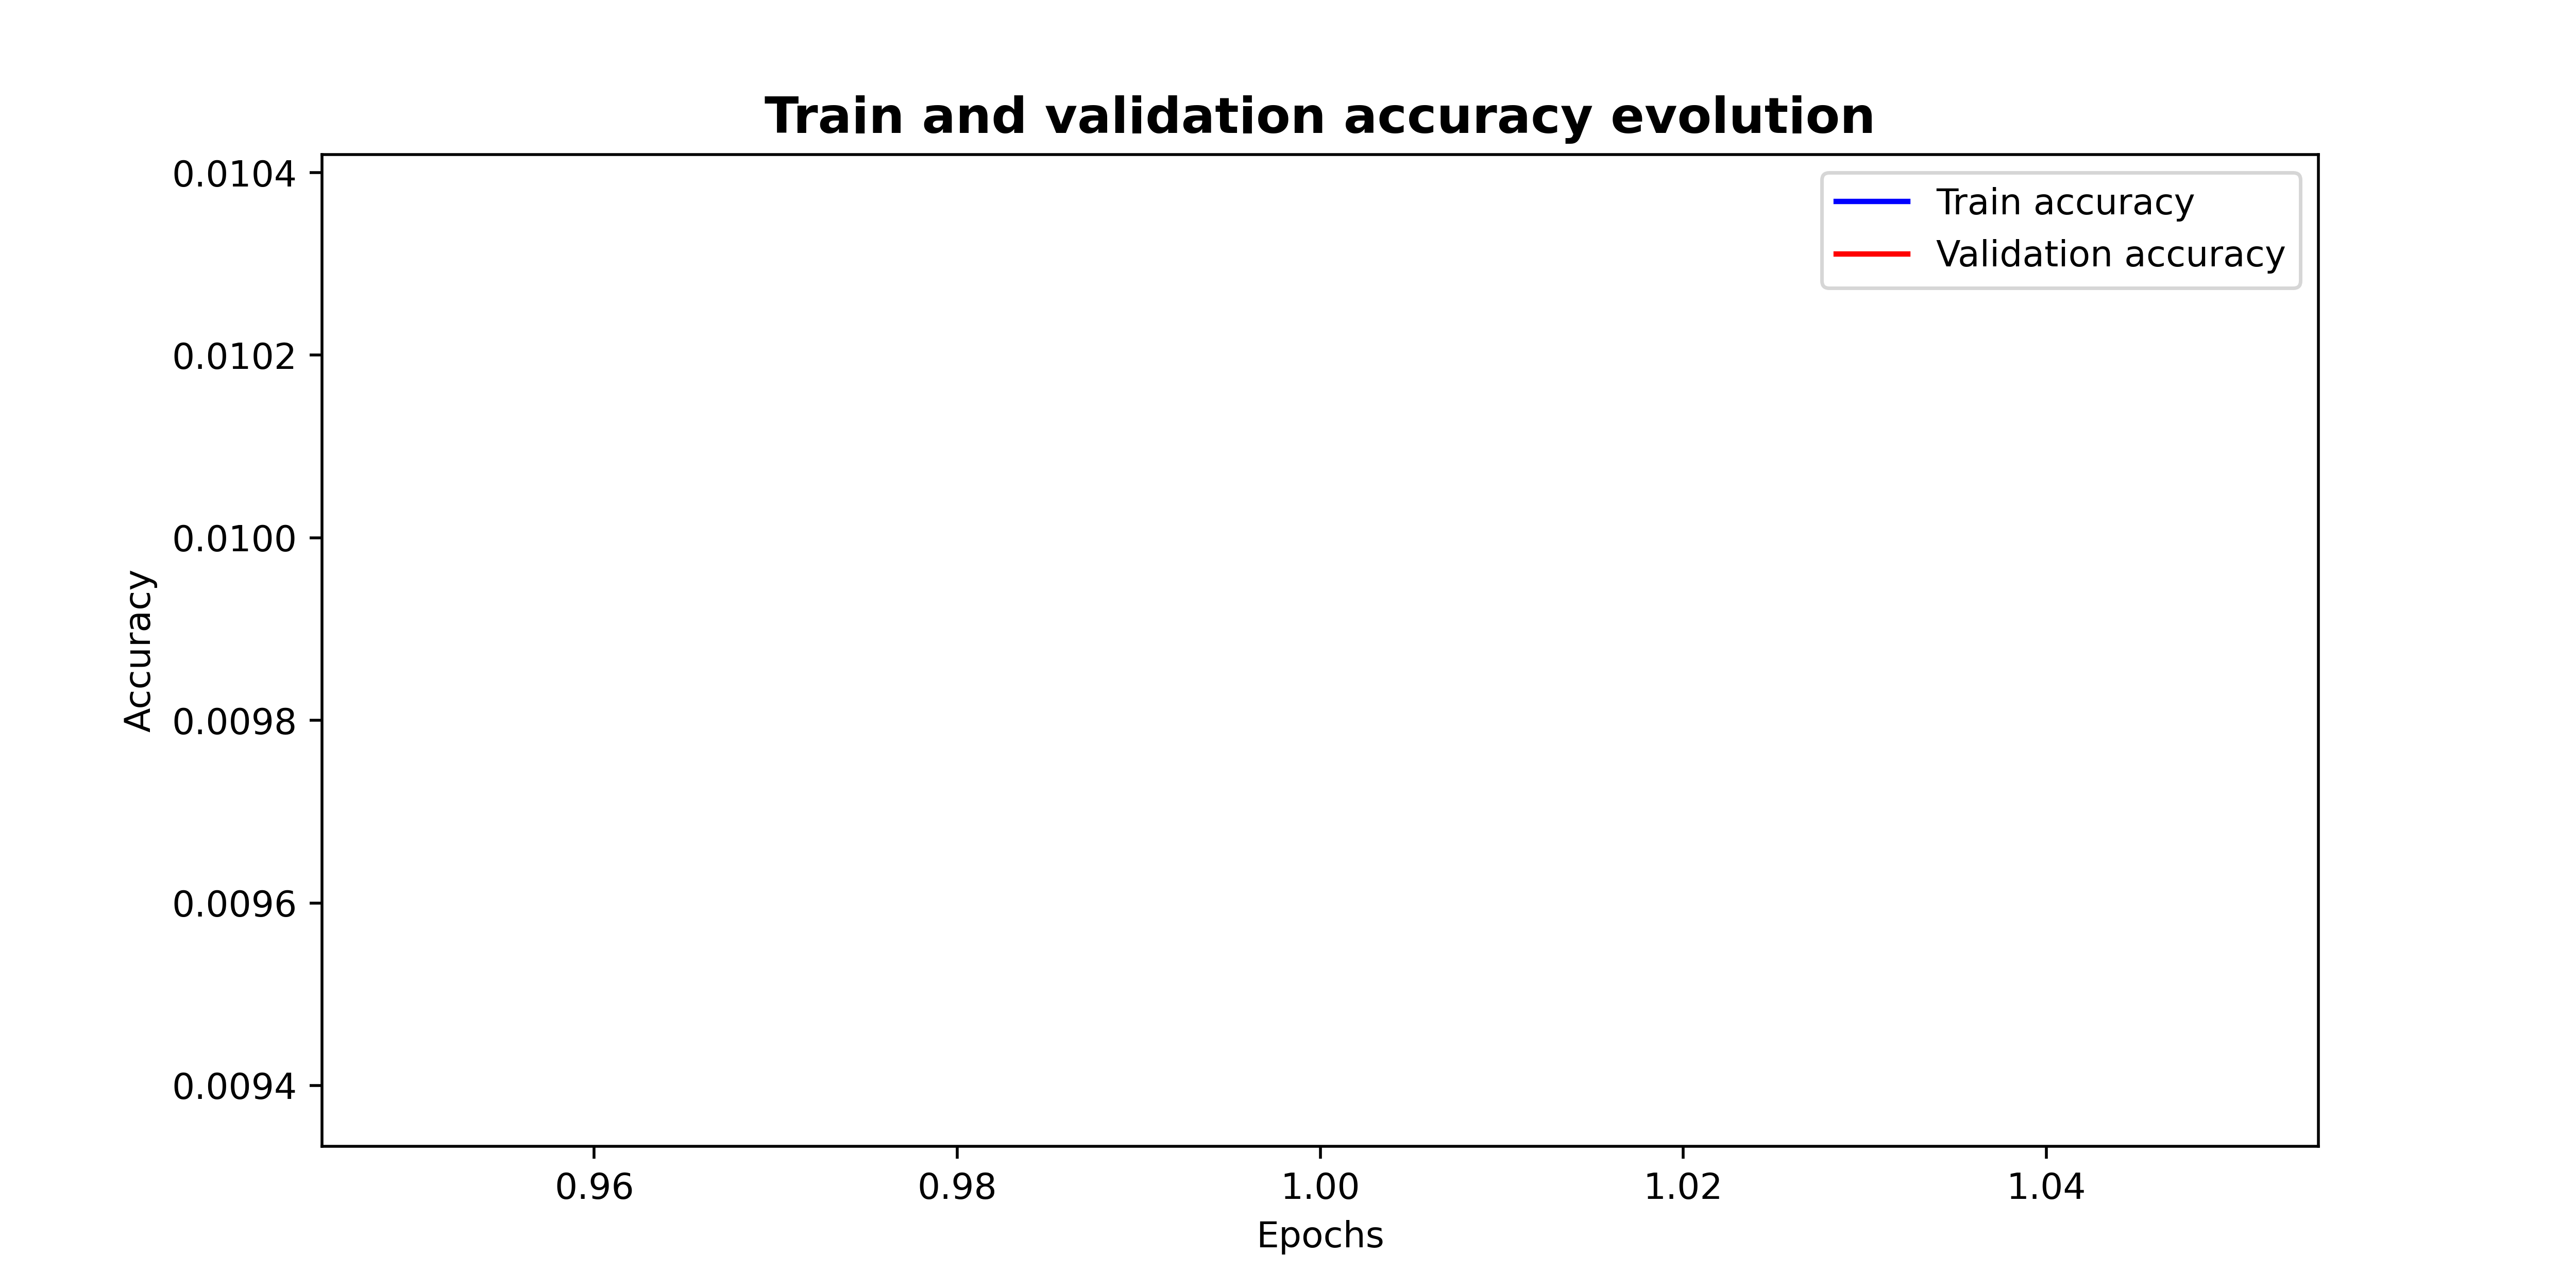 Train and validation accuracy evolution
0.0104
0.0102
0.0100
0.0098
0.0096
0.0094
Accuracy
Train accuracy
Validation accuracy
0.96 0.98 1.00 1.02 1.04
Epochs